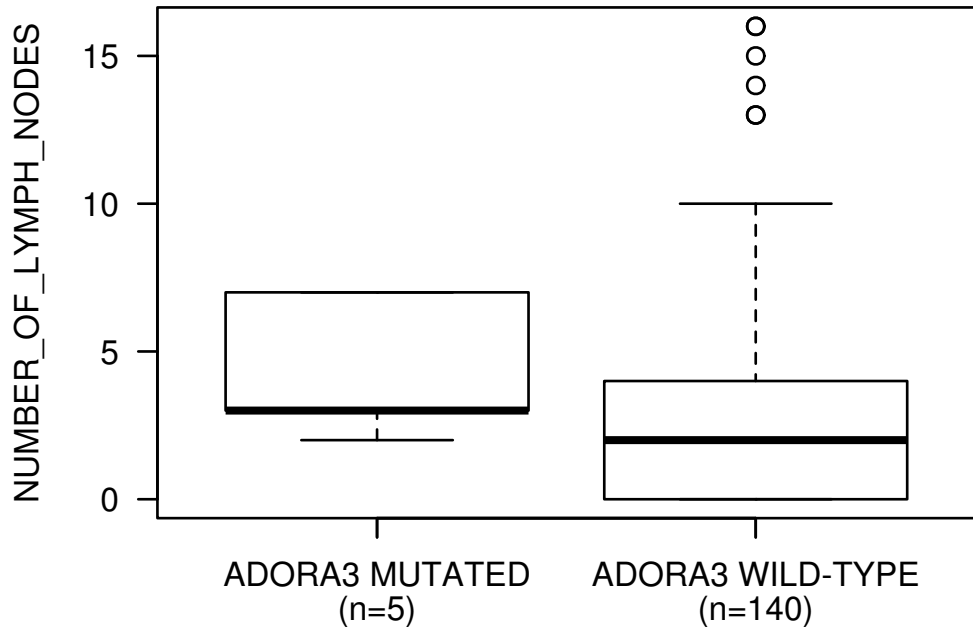 NUMBER_OF_LYMPH_NODES
15
10
5
0
ADORA3 MUTATED
(n=5)
ADORA3 WILD-TYPE
(n=140)